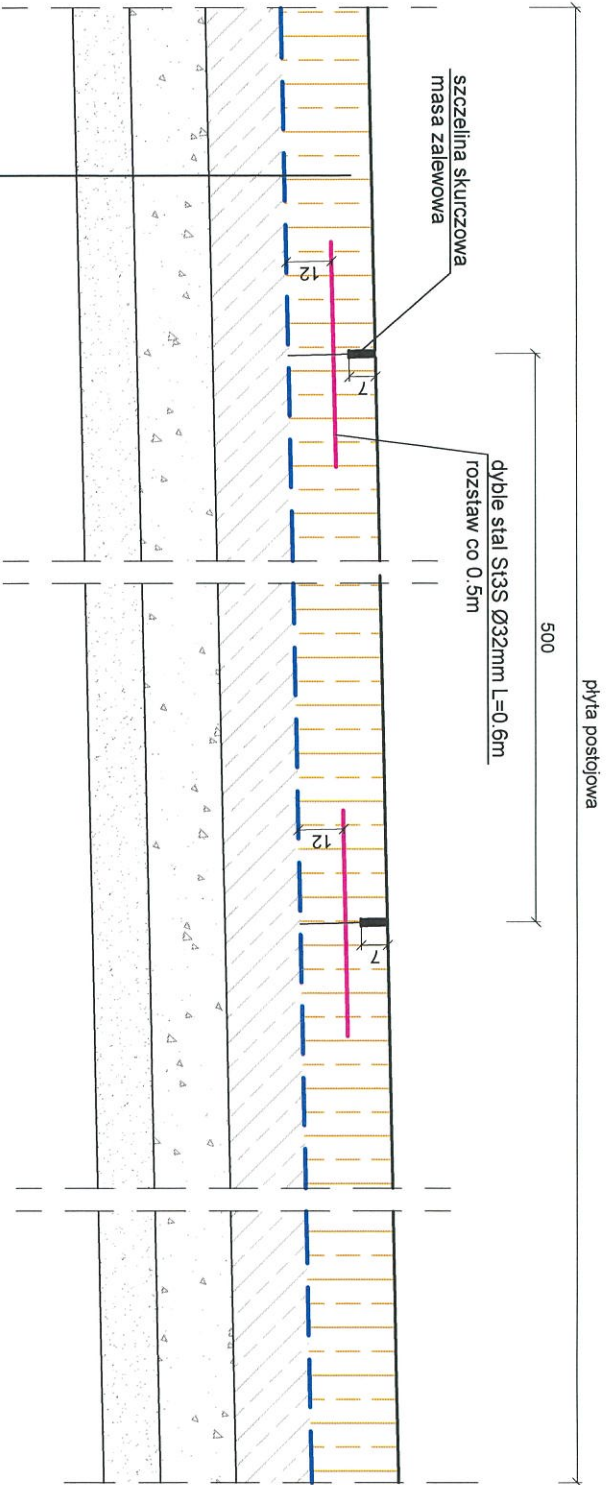 płyta postojowa
500
dyble stal St3S Ø32mm L=0.6m
rozstaw co 0.5m
szczelina skurczowa
masa zalewowa
7
12
7
12